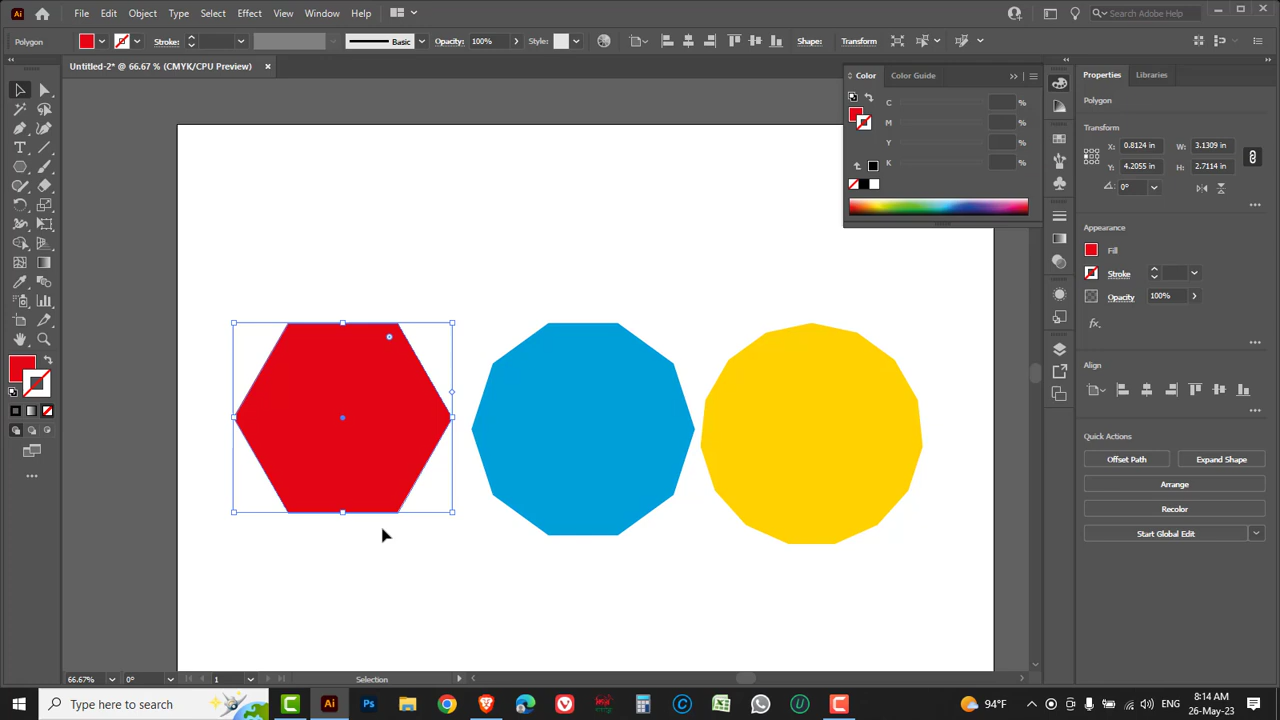 Ai File Edit Object Type Select Effect View Window Help Search Adobe Help
Polygon Stroke: Basic Opacity: 100% Style: Shape: Transform
Untitled-2* @ 66.67 % (CMYK/CPU Preview)
Color Color Guide
C %
M %
Y %
K %
Properties Libraries
Polygon
Transform
X: 0.8124 in W: 3.1309 in
Y: 4.2055 in H: 2.7114 in
0°
Appearance
Fill
Stroke
Opacity 100%
fx.
Align
Quick Actions
Offset Path Expand Shape
Arrange
Recolor
Start Global Edit
66.67% 0° 1 Selection
Type here to search
Ai Ps
94°F ENG 8:14 AM
26-May-23